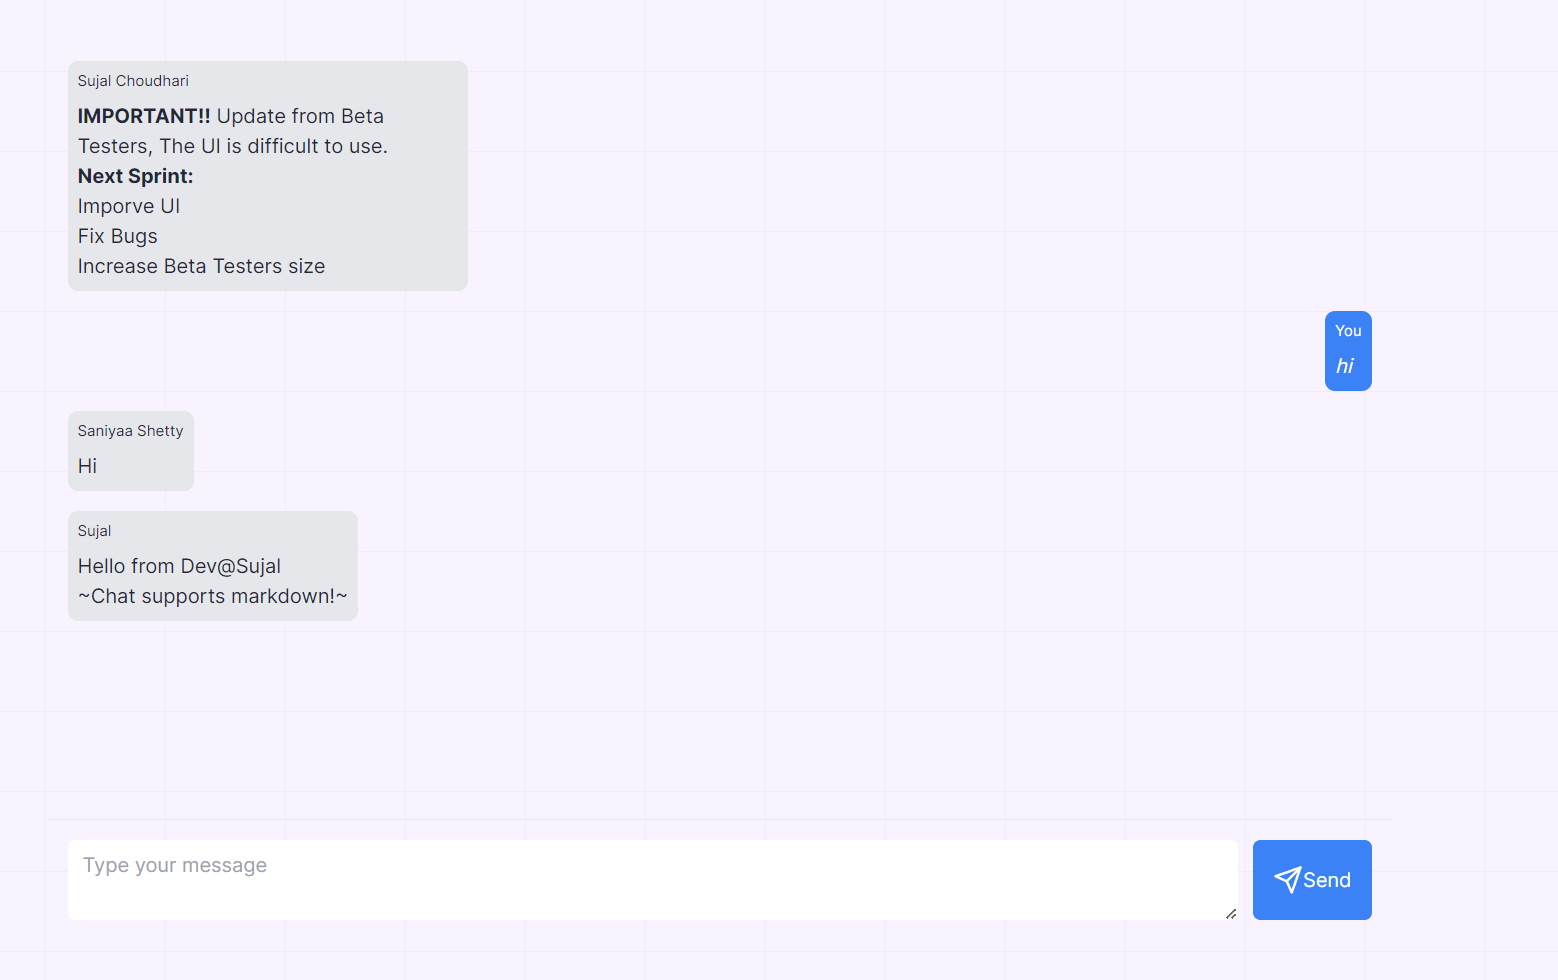 Sujal Choudhari
IMPORTANT!! Update from Beta
Testers, The UI is difficult to use.
Next Sprint:
Imporve UI
Fix Bugs
Increase Beta Testers size
You
hi
Saniyaa Shetty
Hi
Sujal
Hello from Dev@Sujal
~Chat supports markdown!~
Type your message
Send